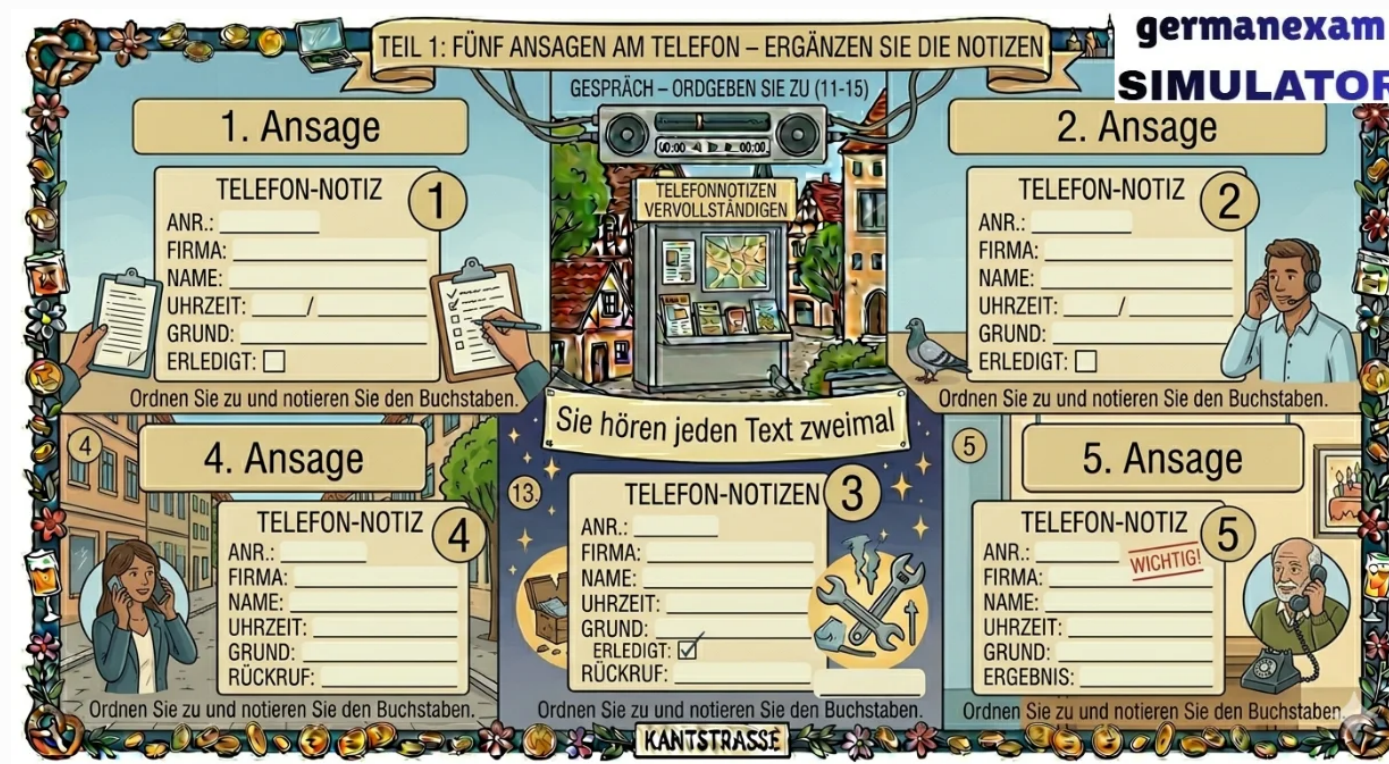 germanexam
SIMULATOR
TEIL 1: FÜNF ANSAGEN AM TELEFON – ERGÄNZEN SIE DIE NOTIZEN
GESPRÄCH – ORDGEBEN SIE ZU (11-15)
00:00 00:00
TELEFONNOTIZEN
VERVOLLSTÄNDIGEN
1. Ansage
TELEFON-NOTIZ 1
ANR.:
FIRMA:
NAME:
UHRZEIT: /
GRUND:
ERLEDIGT:
Ordnen Sie zu und notieren Sie den Buchstaben.
2. Ansage
TELEFON-NOTIZ 2
ANR.:
FIRMA:
NAME:
UHRZEIT: /
GRUND:
ERLEDIGT:
Ordnen Sie zu und notieren Sie den Buchstaben.
Sie hören jeden Text zweimal
4
4. Ansage
TELEFON-NOTIZ 4
ANR.:
FIRMA:
NAME:
UHRZEIT:
GRUND:
RÜCKRUF:
Ordnen Sie zu und notieren Sie den Buchstaben.
13.
TELEFON-NOTIZEN 3
ANR.:
FIRMA:
NAME:
UHRZEIT:
GRUND:
ERLEDIGT:
RÜCKRUF:
Ordnen Sie zu und notieren Sie den Buchstaben.
5
5. Ansage
TELEFON-NOTIZ 5
ANR.:
WICHTIG!
FIRMA:
NAME:
UHRZEIT:
GRUND:
ERGEBNIS:
Ordnen Sie zu und notieren Sie den Buchstaben.
KANTSTRASSE